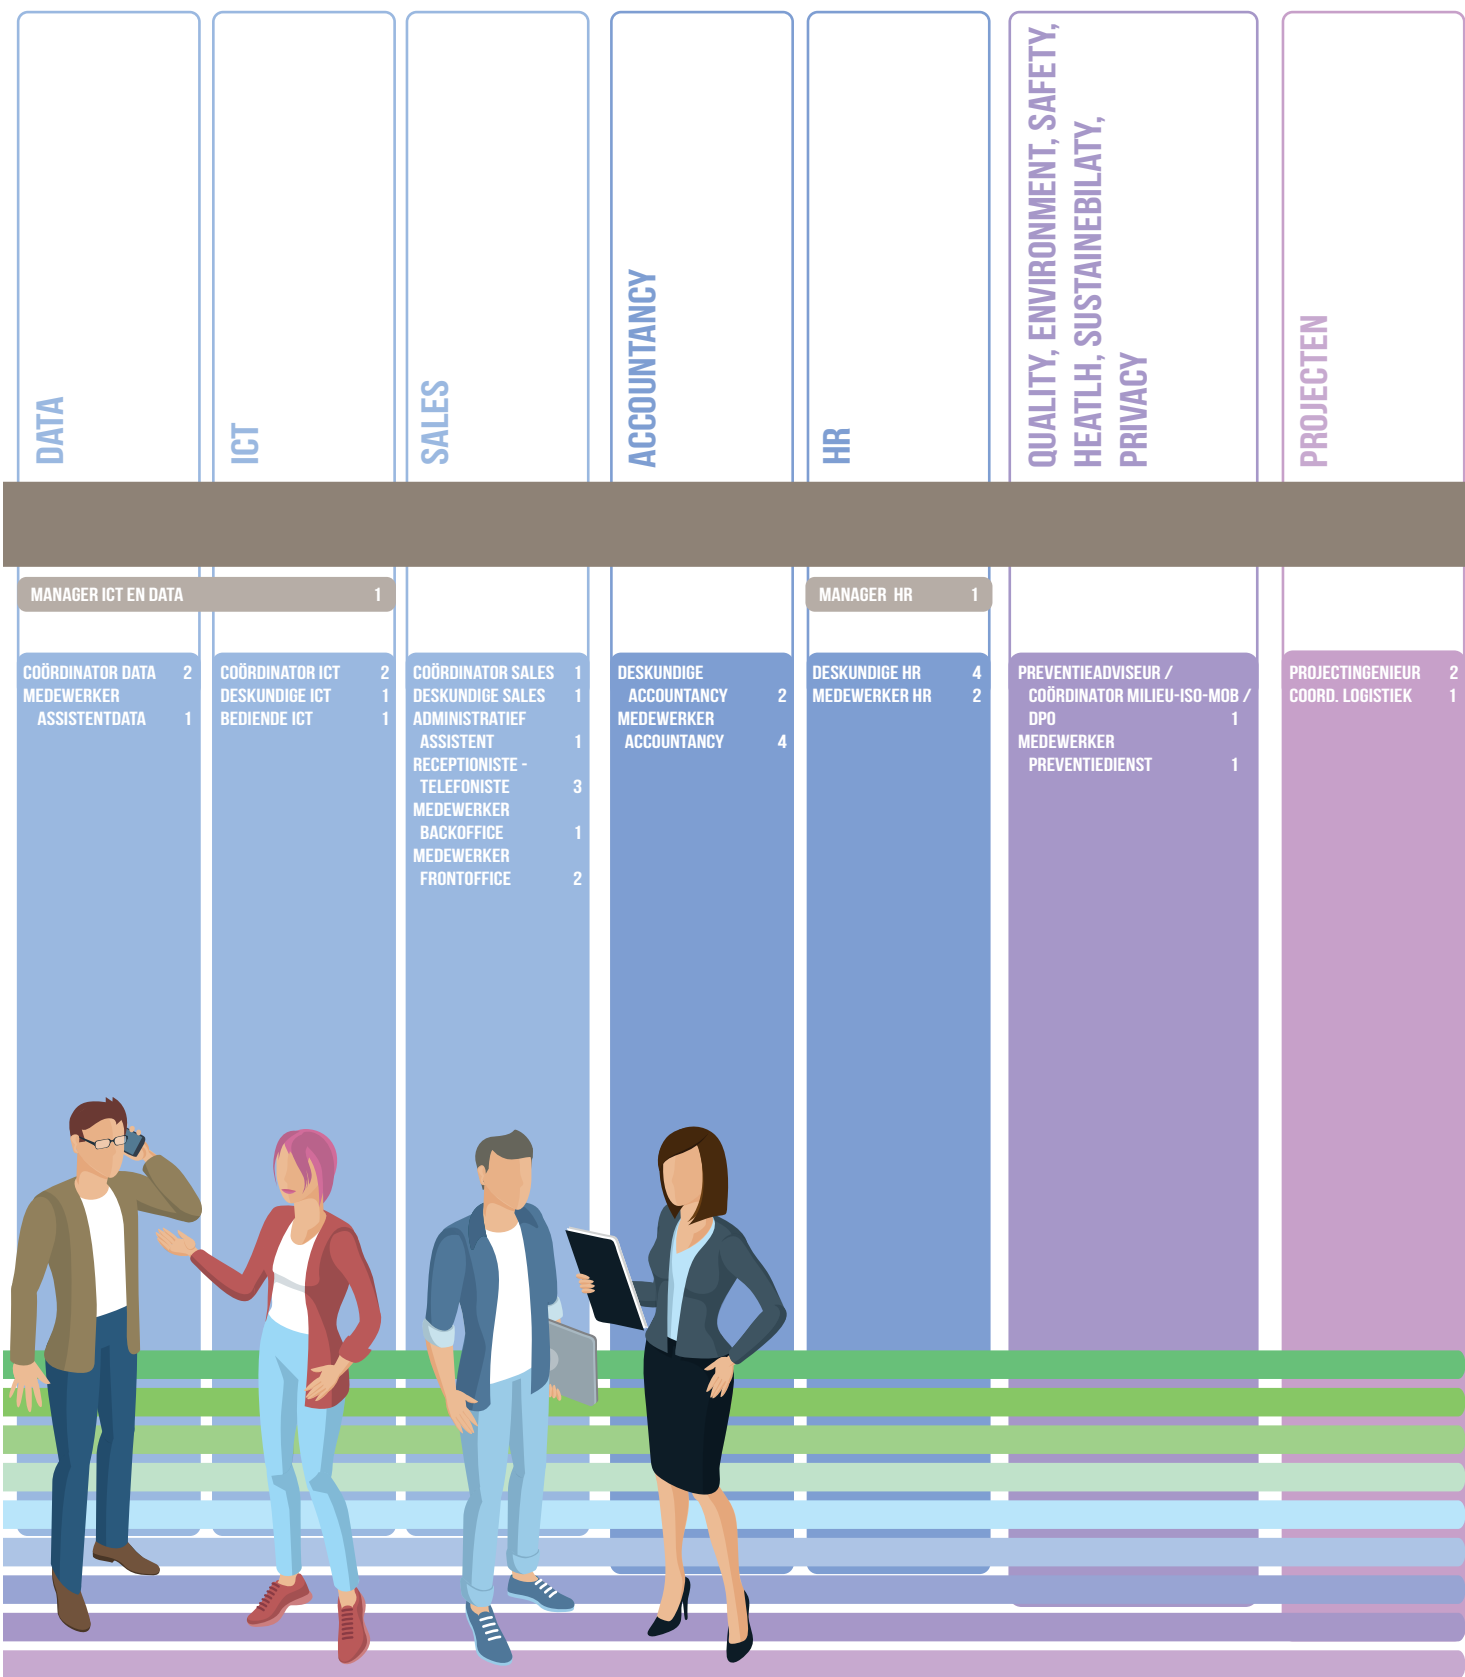 DATA
ICT
SALES
ACCOUNTANCY
HR
QUALITY, ENVIRONMENT, SAFETY,
HEATLH, SUSTAINEBILATY,
PRIVACY
PROJECTEN
MANAGER ICT EN DATA 1
MANAGER HR 1
COÖRDINATOR DATA 2
MEDEWERKER
ASSISTENTDATA 1
COÖRDINATOR ICT 2
DESKUNDIGE ICT 1
BEDIENDE ICT 1
COÖRDINATOR SALES 1
DESKUNDIGE SALES 1
ADMINISTRATIEF
ASSISTENT 1
RECEPTIONISTE -
TELEFONISTE 3
MEDEWERKER
BACKOFFICE 1
MEDEWERKER
FRONTOFFICE 2
DESKUNDIGE
ACCOUNTANCY 2
MEDEWERKER
ACCOUNTANCY 4
DESKUNDIGE HR 4
MEDEWERKER HR 2
PREVENTIEADVISEUR /
COÖRDINATOR MILIEU-ISO-MOB /
DPO 1
MEDEWERKER
PREVENTIEDIENST 1
PROJECTINGENIEUR 2
COORD. LOGISTIEK 1